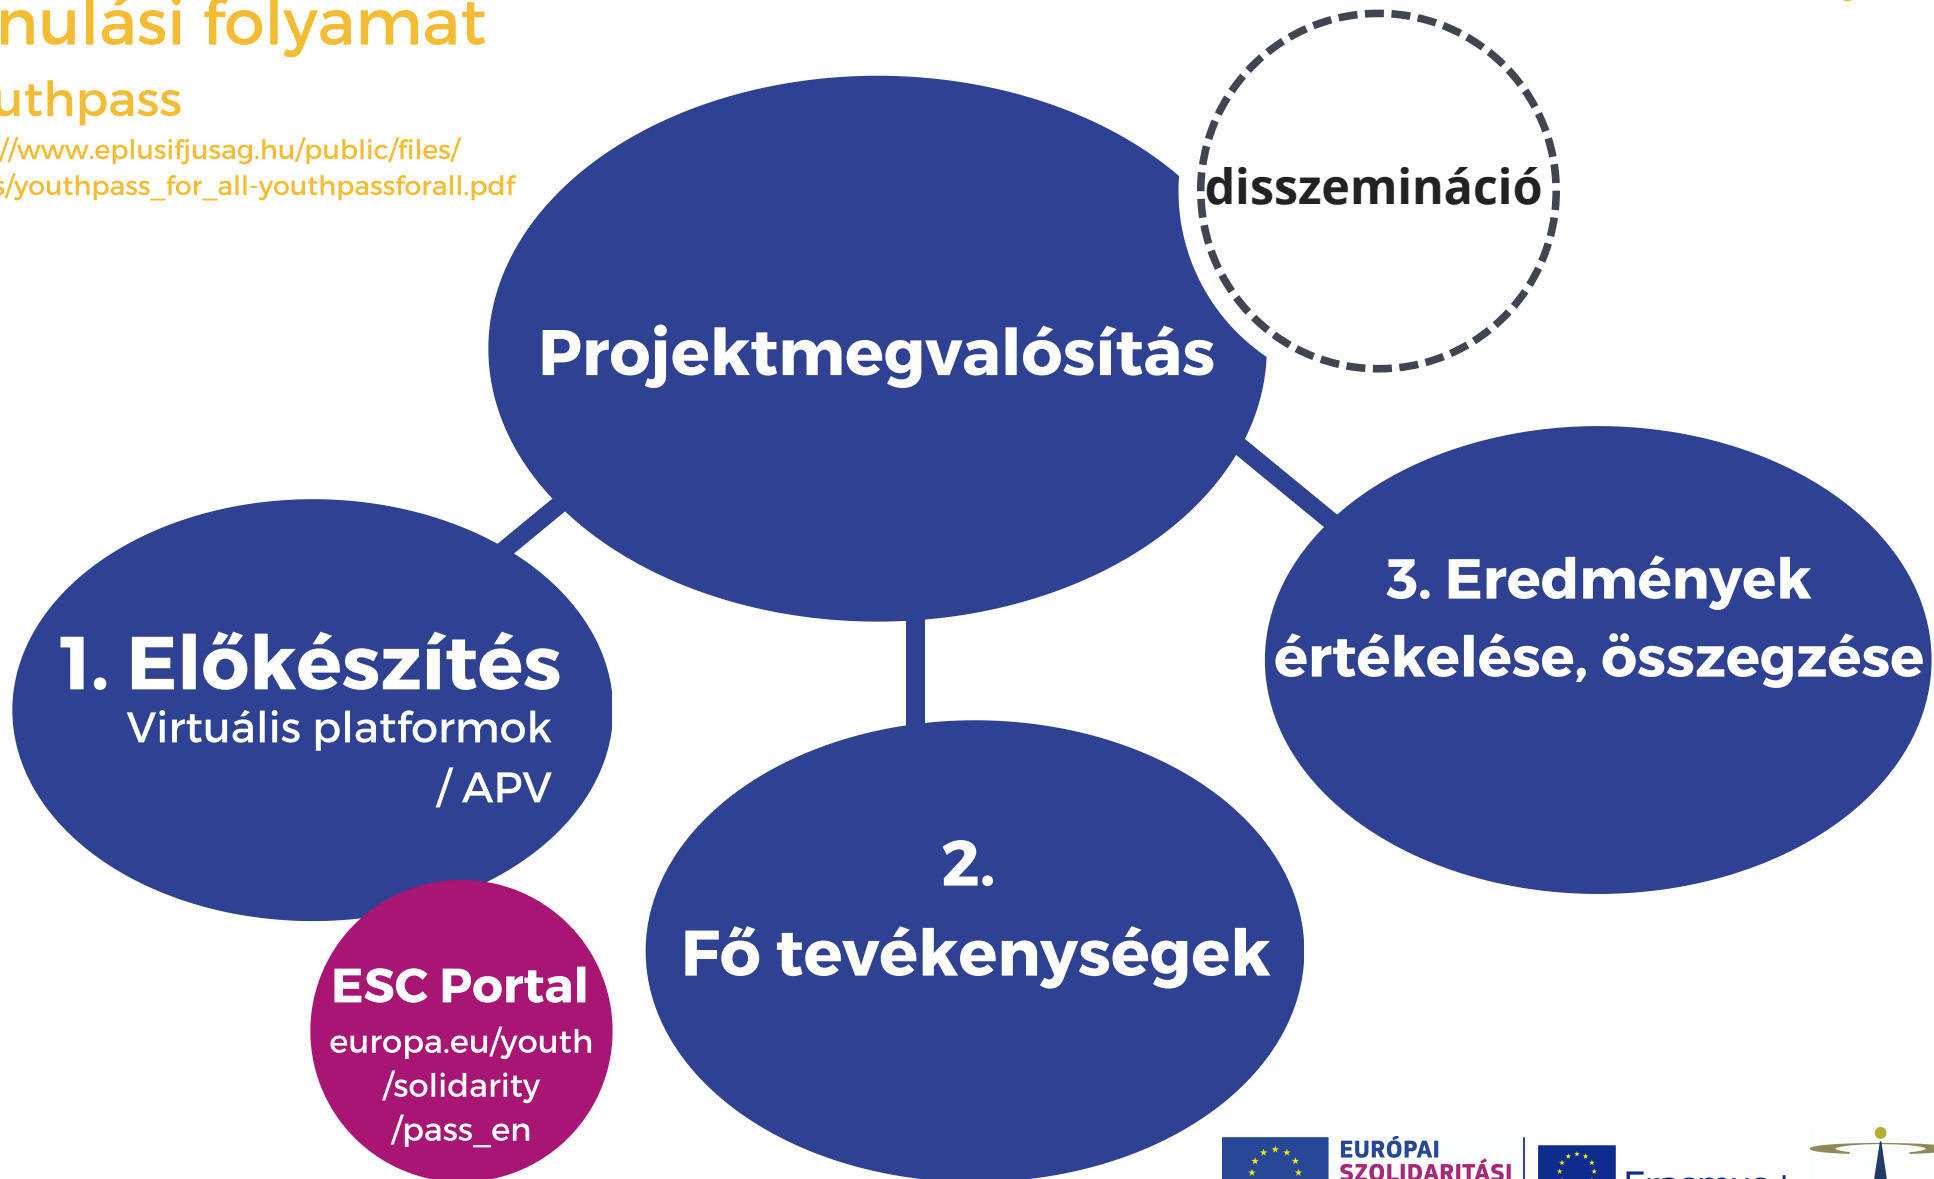 nulási folyamat
uthpass
//www.eplusifjusag.hu/public/files/
s/youthpass_for_all-youthpassforall.pdf
disszemináció
Projektmegvalósítás
1. Előkészítés
Virtuális platformok
/ APV
3. Eredmények
értékelése, összegzése
2.
Fő tevékenységek
ESC Portal
europa.eu/youth
/solidarity
/pass_en
EURÓPAI
SZOLIDARITÁSI
Erasmus+